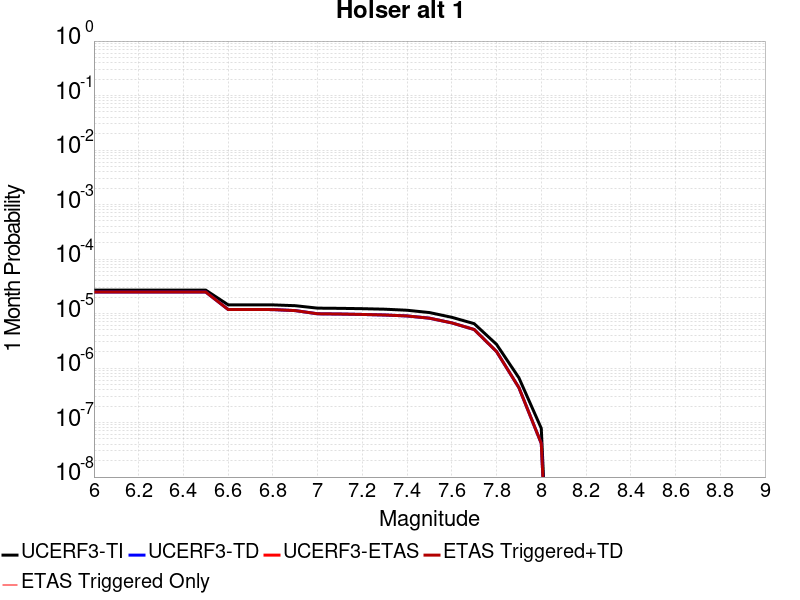 Holser alt 1
10^0
10^-1
10^-2
10^-3
10^-4
10^-5
10^-6
10^-7
10^-8
1 Month Probability
6 6.2 6.4 6.6 6.8 7 7.2 7.4 7.6 7.8 8 8.2 8.4 8.6 8.8 9
Magnitude
UCERF3-TI UCERF3-TD UCERF3-ETAS ETAS Triggered+TD
ETAS Triggered Only